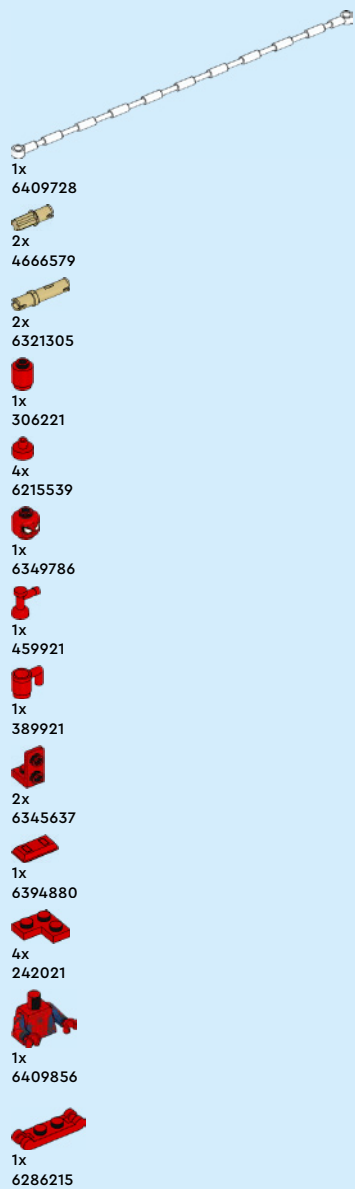 1x
6409728
2x
4666579
2x
6321305
1x
306221
4x
6215539
1x
6349786
1x
459921
1x
389921
2x
6345637
1x
6394880
4x
242021
1x
6409856
1x
6286215